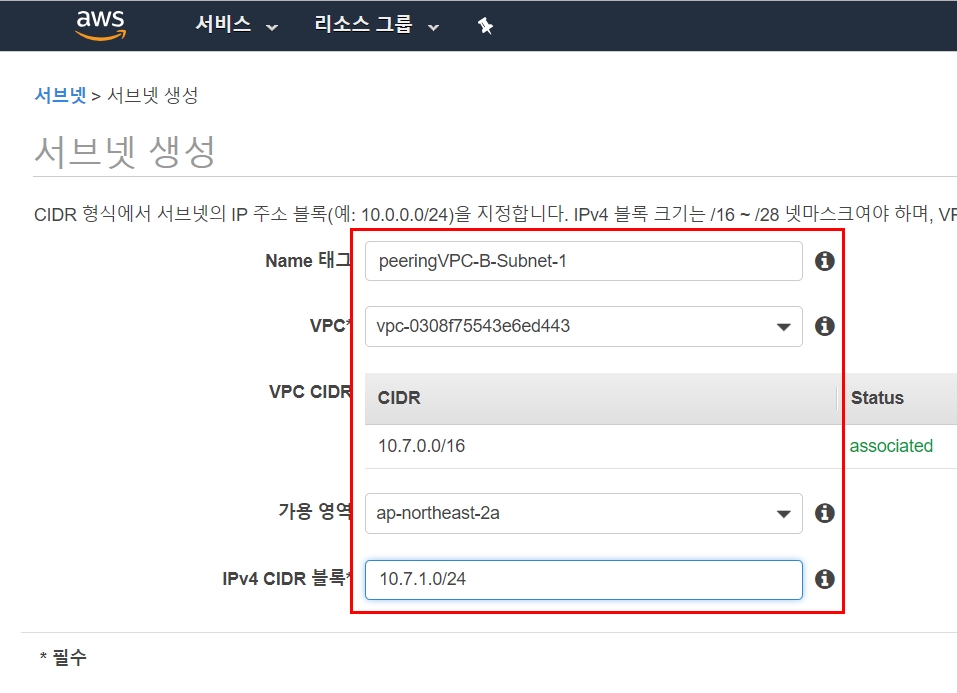 aws 서비스 리소스 그룹
서브넷 > 서브넷 생성
서브넷 생성
CIDR 형식에서 서브넷의 IP 주소 블록(예: 10.0.0.0/24)을 지정합니다. IPv4 블록 크기는 /16 ~ /28 넷마스크여야 하며, VP
Name 태그 peeringVPC-B-Subnet-1
VPC* vpc-0308f75543e6ed443
VPC CIDR CIDR Status
10.7.0.0/16 associated
가용 영역 ap-northeast-2a
IPv4 CIDR 블록* 10.7.1.0/24
* 필수